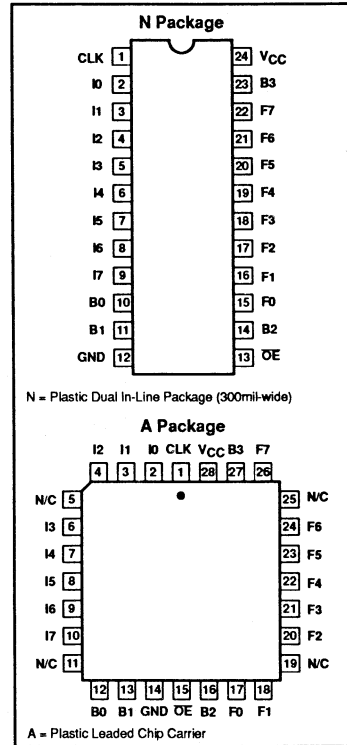 N Package
CLK 1 24 VCC
I0 2 23 B3
I1 3 22 F7
I2 4 21 F6
I3 5 20 F5
I4 6 19 F4
I5 7 18 F3
I6 8 17 F2
I7 9 16 F1
B0 10 15 F0
B1 11 14 B2
GND 12 13 O̅E̅
N = Plastic Dual In-Line Package (300mil-wide)
A Package
I2 I1 I0 CLK VCC B3 F7
4 3 2 1 28 27 26
N/C 5 25 N/C
I3 6 24 F6
I4 7 23 F5
I5 8 22 F4
I6 9 21 F3
I7 10 20 F2
N/C 11 19 N/C
12 13 14 15 16 17 18
B0 B1 GND O̅E̅ B2 F0 F1
A = Plastic Leaded Chip Carrier